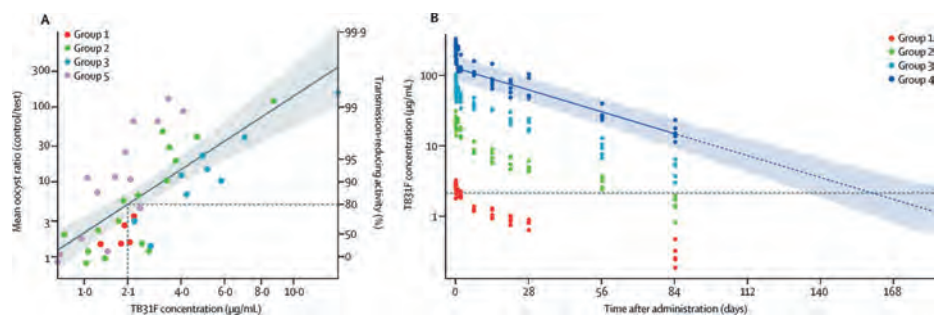 A
Group 1
Group 2
Group 3
Group 5
Mean oocyst ratio (control/test)
300
100
30
10
3
1
1·0
2·1
4·0
6·0
8·0
10·0
TB31F concentration (μg/mL)
99·9
99
95
90
80
50
0
Transmission-reducing activity (%)
B
Group 1
Group 2
Group 3
Group 4
TB31F concentration (μg/mL)
100
10
1
0
28
56
84
112
140
168
Time after administration (days)